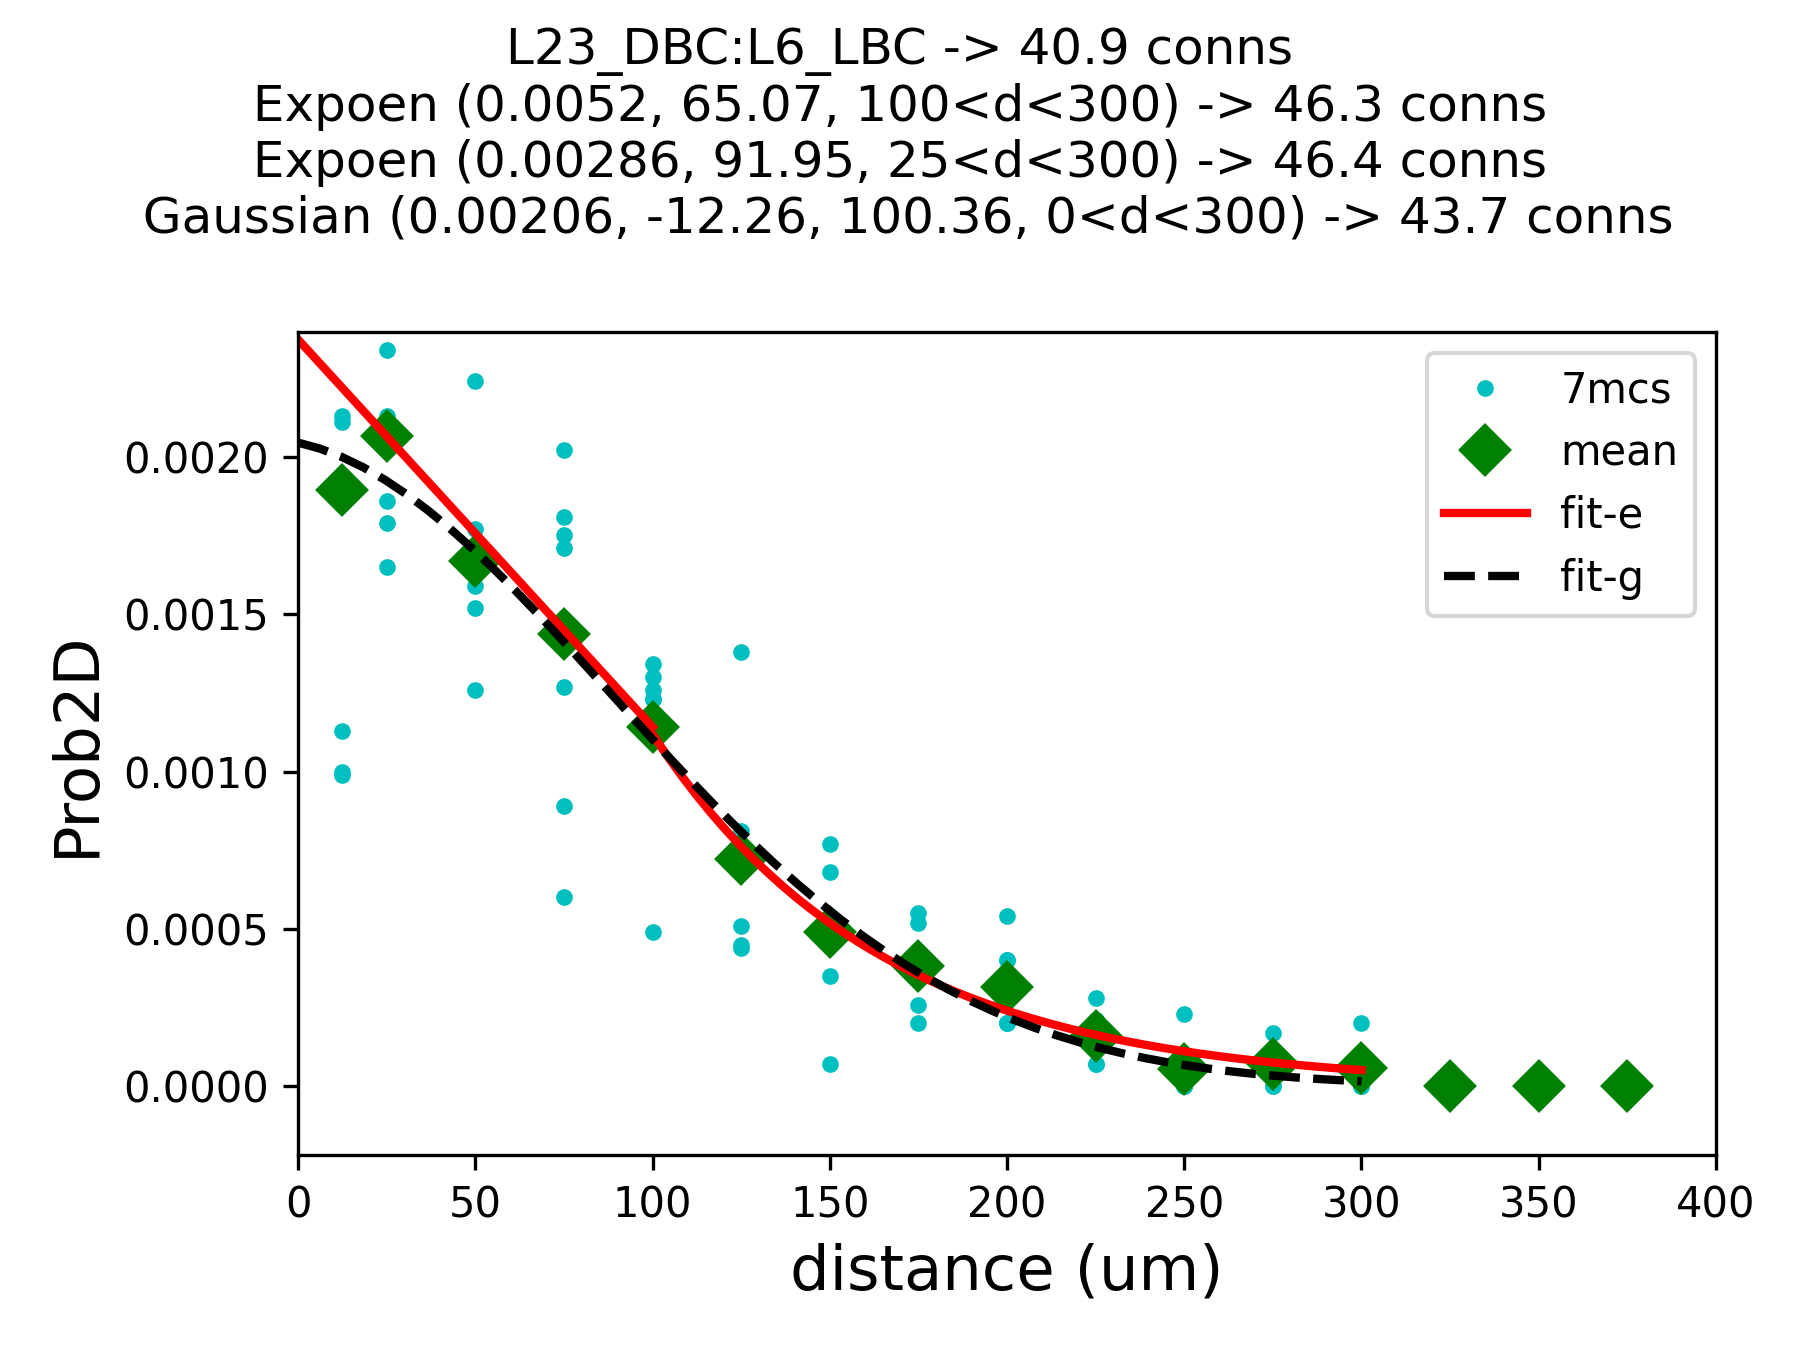 L23_DBC:L6_LBC -> 40.9 conns
Expoen (0.0052, 65.07, 100<d<300) -> 46.3 conns
Expoen (0.00286, 91.95, 25<d<300) -> 46.4 conns
Gaussian (0.00206, -12.26, 100.36, 0<d<300) -> 43.7 conns
7mcs
mean
fit-e
fit-g
Prob2D
0.0020
0.0015
0.0010
0.0005
0.0000
0 50 100 150 200 250 300 350 400
distance (um)